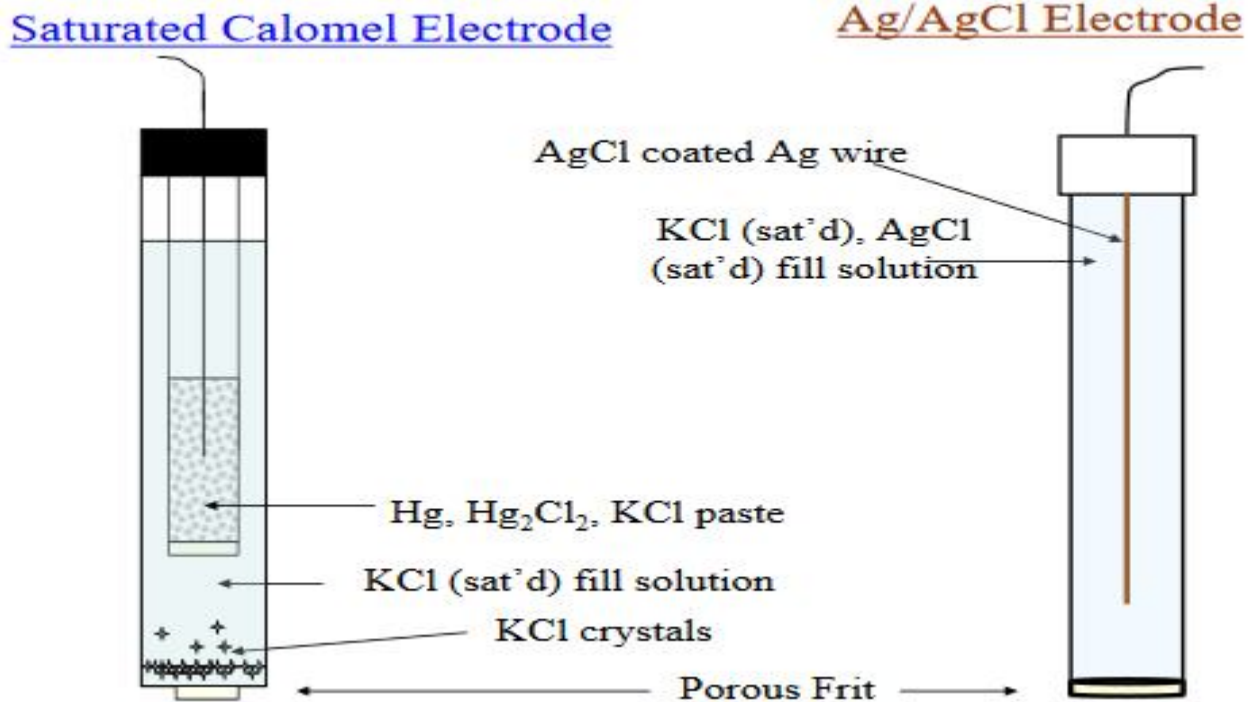 Saturated Calomel Electrode
Ag/AgCl Electrode
AgCl coated Ag wire
KCl (sat'd), AgCl
(sat'd) fill solution
Hg, Hg₂Cl₂, KCl paste
KCl (sat'd) fill solution
KCl crystals
Porous Frit